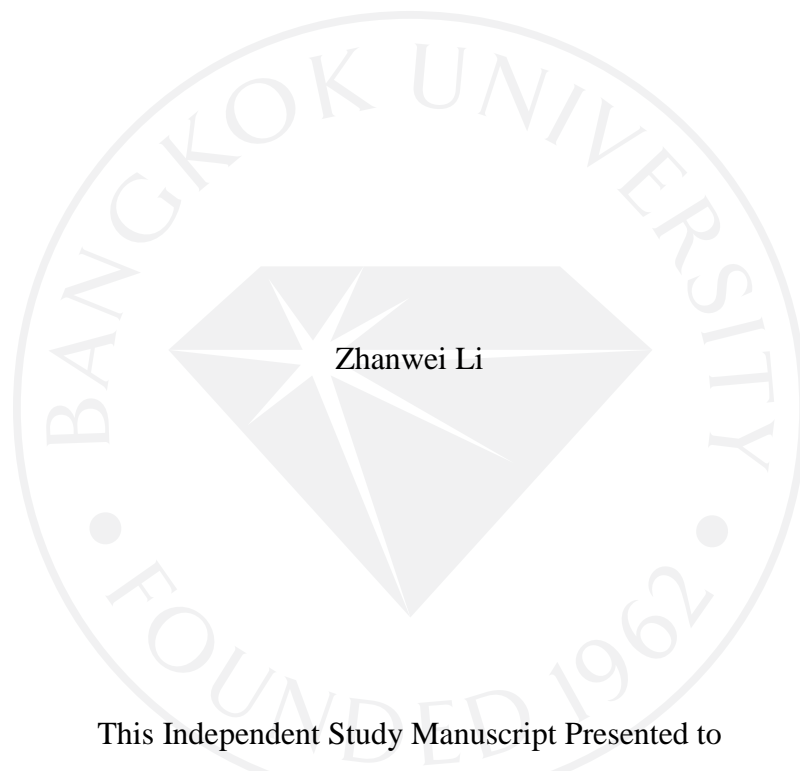 BANGKOK UNIVERSITY
Zhanwei Li
• FOUNDED 1962 •
This Independent Study Manuscript Presented to